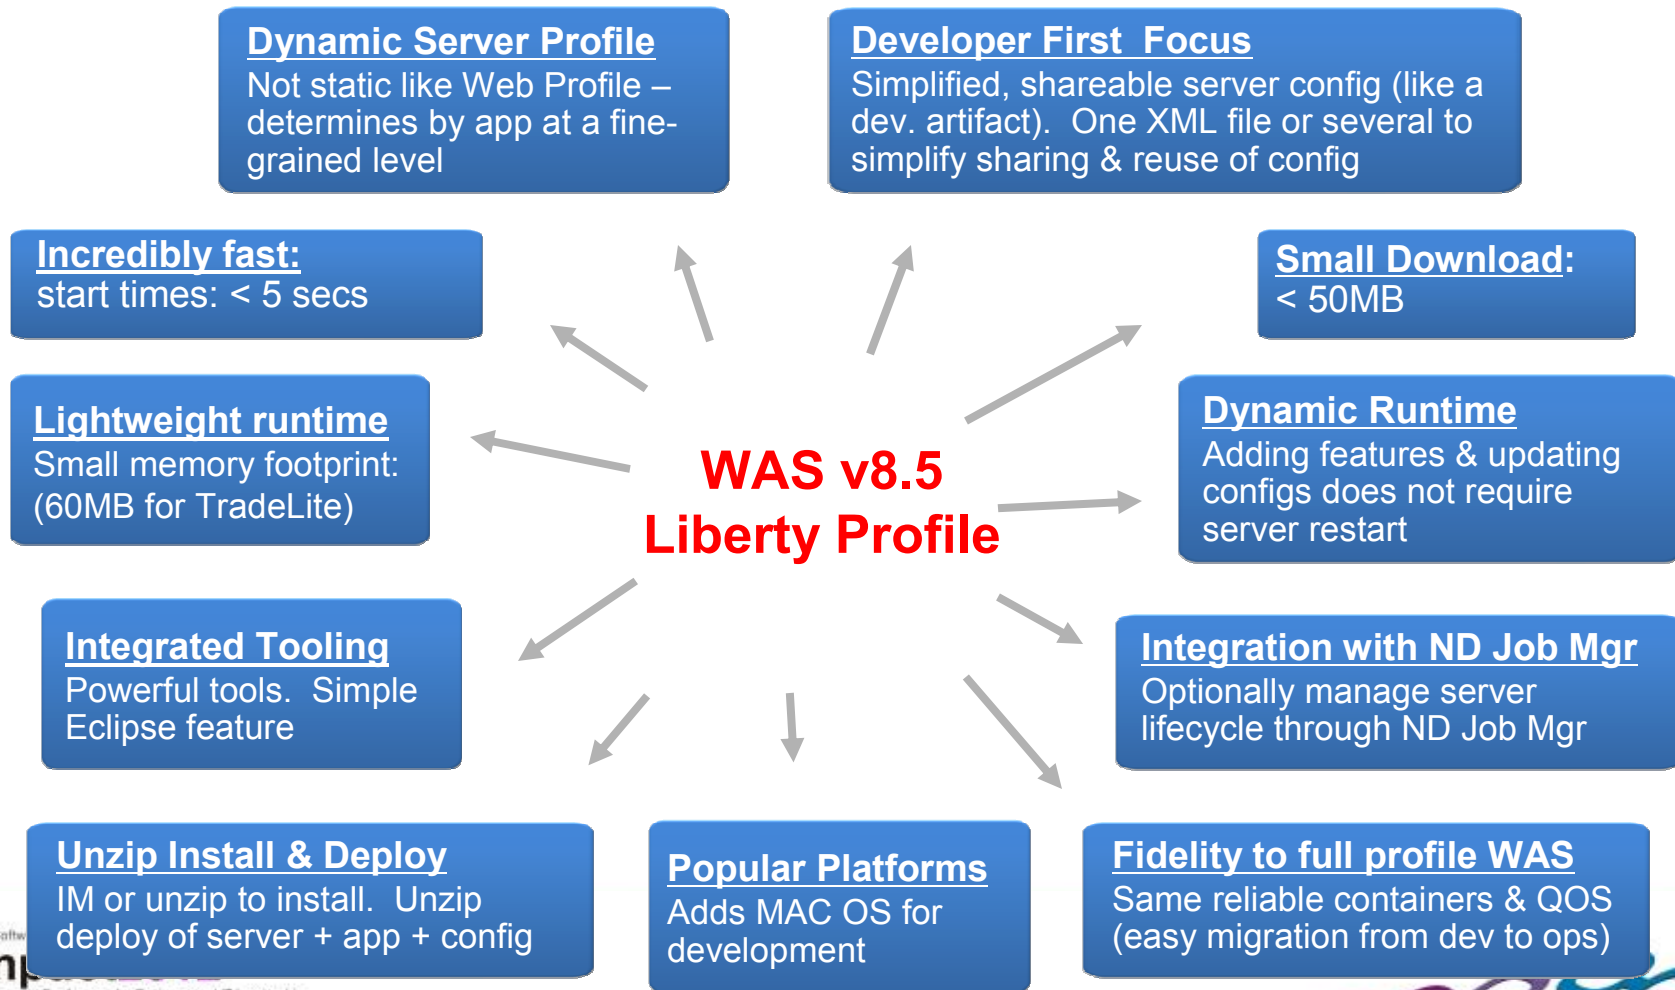 Dynamic Server Profile
Not static like Web Profile –
determines by app at a fine-
grained level
Developer First  Focus
Simplified, shareable server config (like a
dev. artifact).  One XML file or several to
simplify sharing & reuse of config
Incredibly fast:
start times: < 5 secs
Small Download:
< 50MB
Lightweight runtime
Small memory footprint:
(60MB for TradeLite)
WAS v8.5
Liberty Profile
Dynamic Runtime
Adding features & updating
configs does not require
server restart
Integrated Tooling
Powerful tools.  Simple
Eclipse feature
Integration with ND Job Mgr
Optionally manage server
lifecycle through ND Job Mgr
Unzip Install & Deploy
IM or unzip to install.  Unzip
deploy of server + app + config
Popular Platforms
Adds MAC OS for
development
Fidelity to full profile WAS
Same reliable containers & QOS
(easy migration from dev to ops)